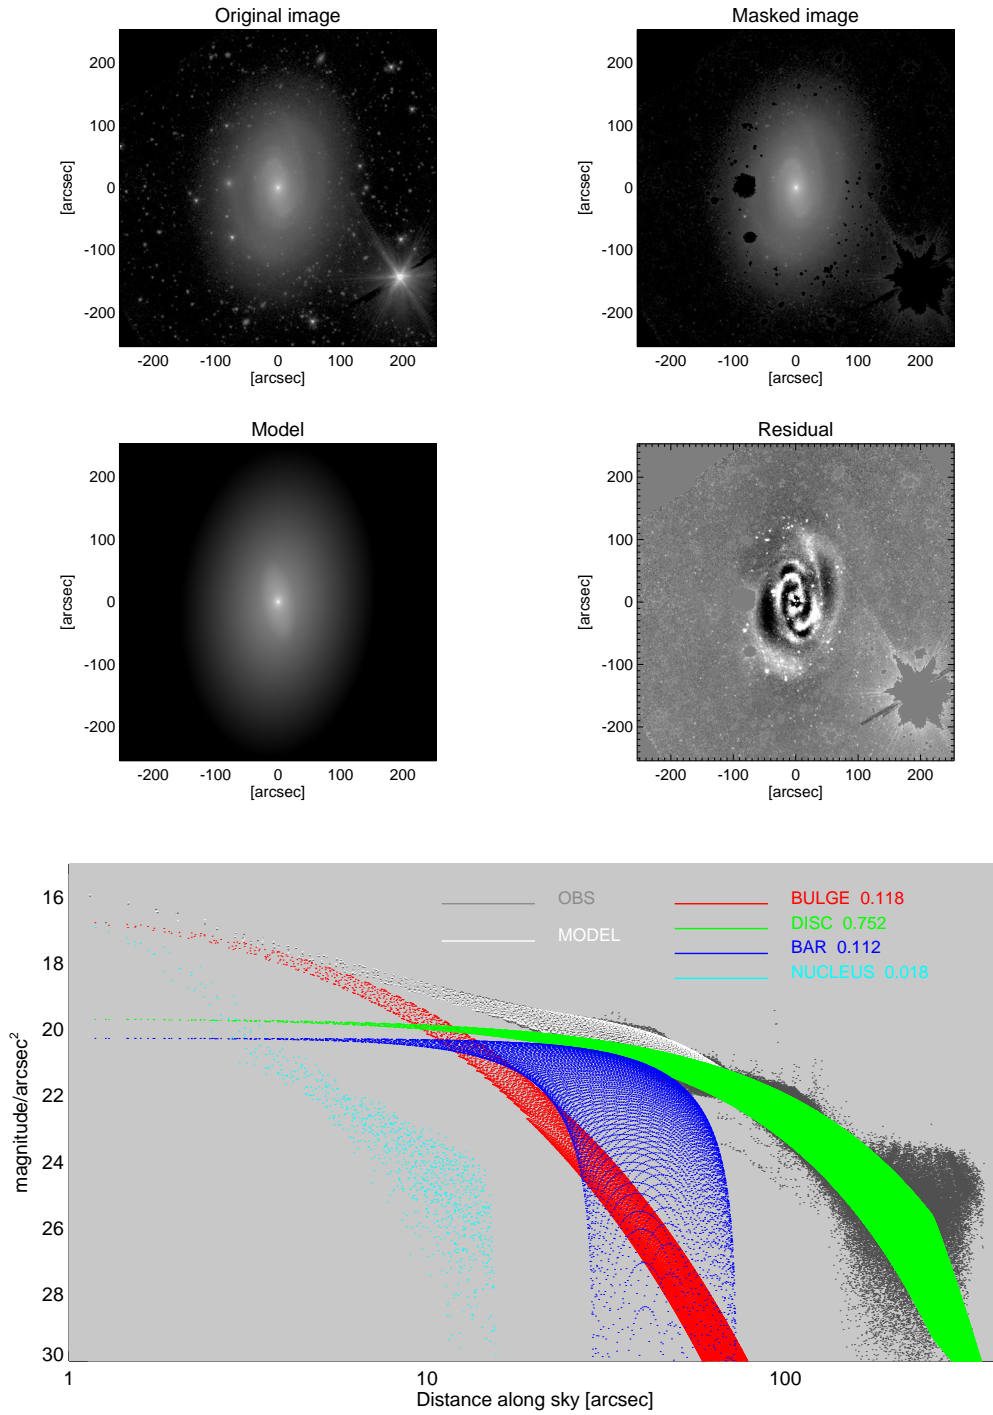 Original image
Masked image
200
100
0
-100
-200
[arcsec]
-200 -100 0 100 200
[arcsec]
200
100
0
-100
-200
[arcsec]
-200 -100 0 100 200
[arcsec]
Model
Residual
200
100
0
-100
-200
[arcsec]
-200 -100 0 100 200
[arcsec]
200
100
0
-100
-200
[arcsec]
-200 -100 0 100 200
[arcsec]
OBS
MODEL
BULGE 0.118
DISC 0.752
BAR 0.112
NUCLEUS 0.018
16
18
20
22
24
26
28
30
magnitude/arcsec²
1 10 100
Distance along sky [arcsec]